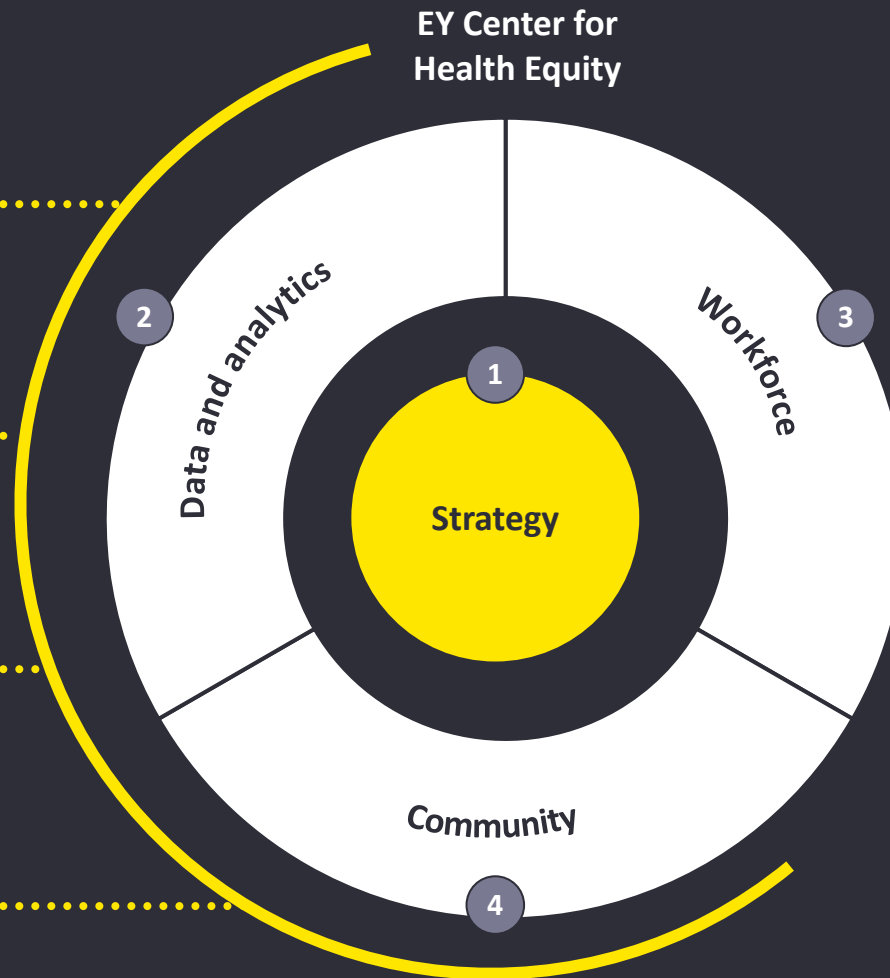 EY Center for
Health Equity
2
Data and analytics
3
Workforce
1
Strategy
Community
4